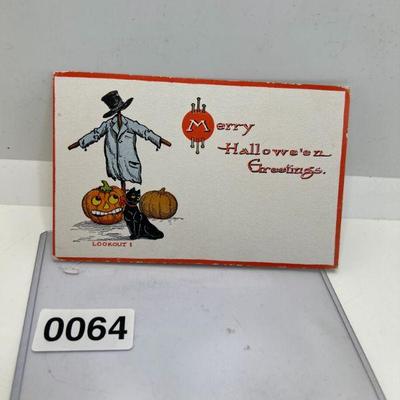 Merry
Hallowe'en
Greetings.
LOOKOUT!
0064